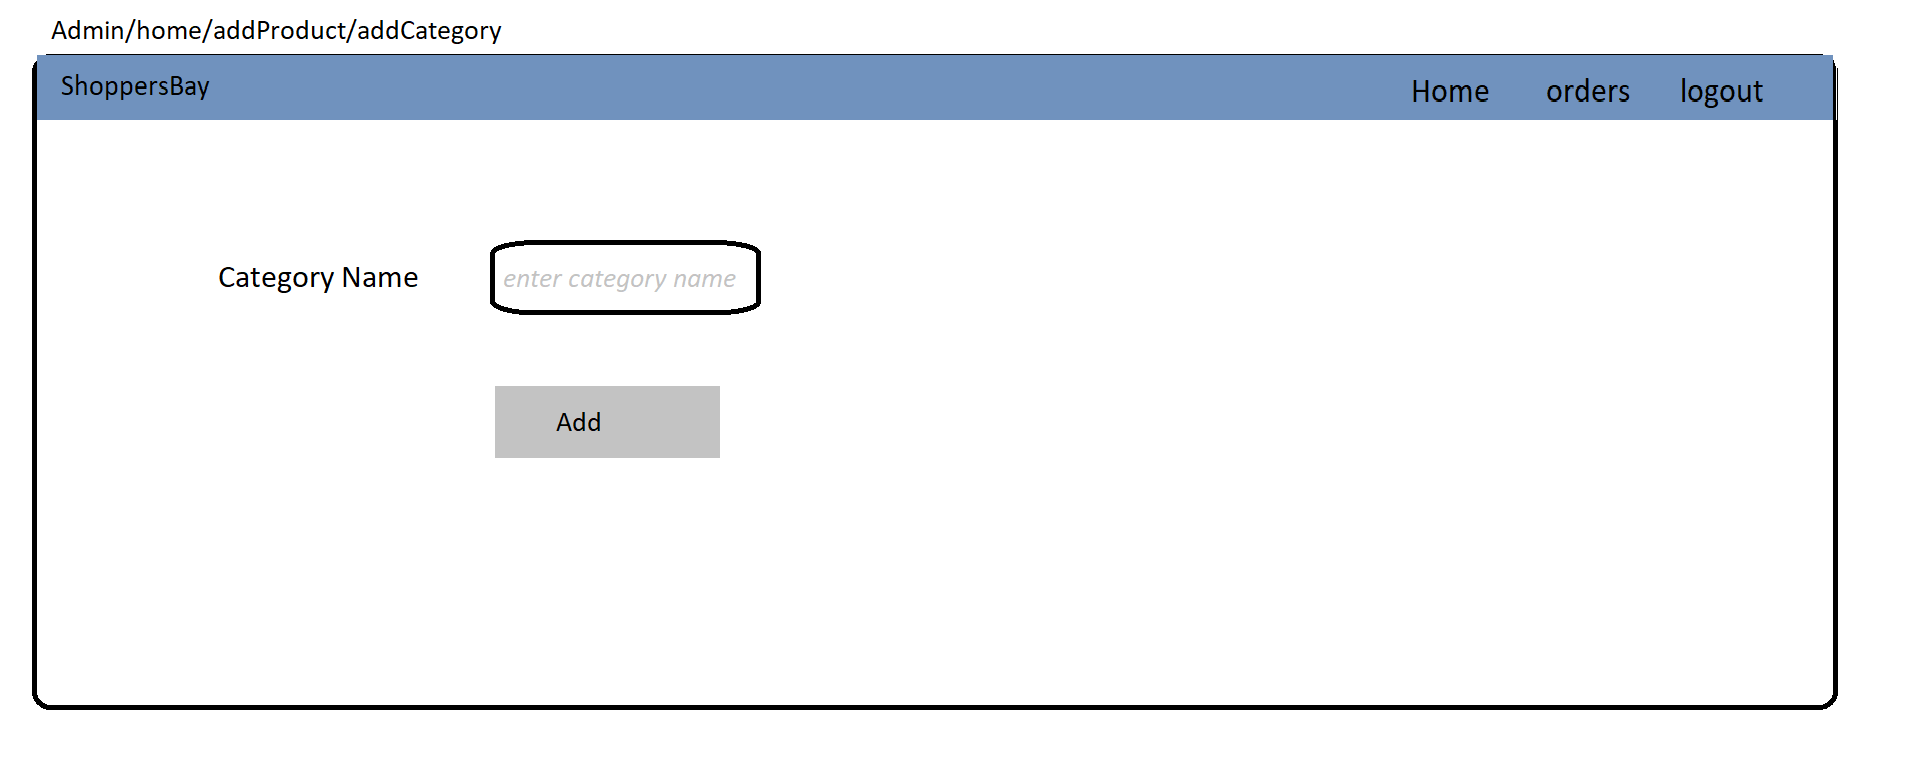 Admin/home/addProduct/addCategory
ShoppersBay Home orders logout
Category Name enter category name
Add